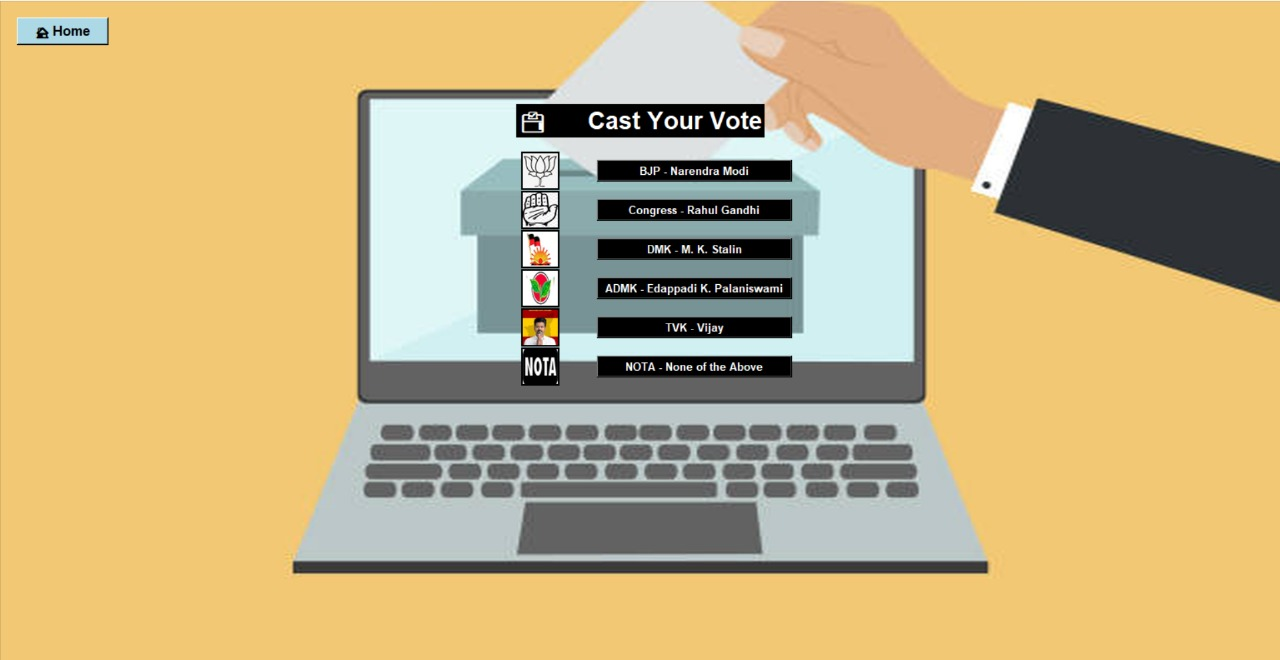 Home
Cast Your Vote
BJP - Narendra Modi
Congress - Rahul Gandhi
DMK - M. K. Stalin
ADMK - Edappadi K. Palaniswami
TVK - Vijay
NOTA
NOTA - None of the Above